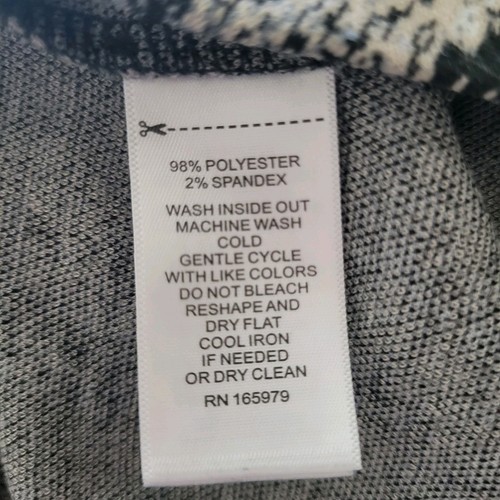 98% POLYESTER
2% SPANDEX
WASH INSIDE OUT
MACHINE WASH
COLD
GENTLE CYCLE
WITH LIKE COLORS
DO NOT BLEACH
RESHAPE AND
DRY FLAT
COOL IRON
IF NEEDED
OR DRY CLEAN
RN 165979